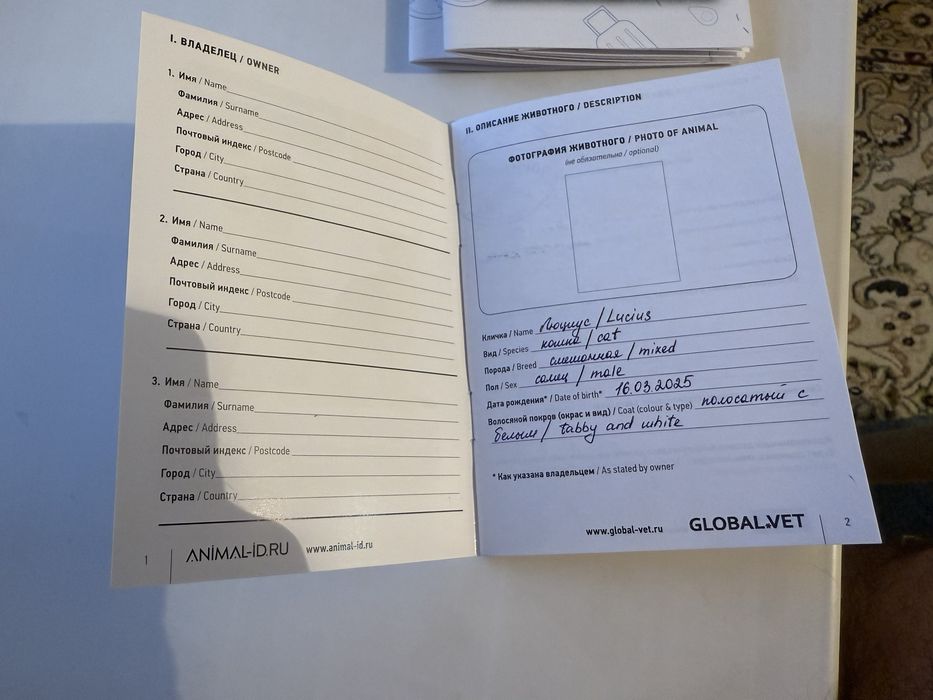 I. ВЛАДЕЛЕЦ / OWNER
1. Имя / Name
Фамилия / Surname
Адрес / Address
Почтовый индекс / Postcode
Город / City
Страна / Country
2. Имя / Name
Фамилия / Surname
Адрес / Address
Почтовый индекс / Postcode
Город / City
Страна / Country
3. Имя / Name
Фамилия / Surname
Адрес / Address
Почтовый индекс / Postcode
Город / City
Страна / Country
1 ANIMAL-ID.RU www.animal-id.ru
II. ОПИСАНИЕ ЖИВОТНОГО / DESCRIPTION
ФОТОГРАФИЯ ЖИВОТНОГО / PHOTO OF ANIMAL
(не обязательно / optional)
Кличка / Name Люциус / Lucius
Вид / Species кошка / cat
Порода / Breed смешанная / mixed
Пол / Sex самец / male
Дата рождения* / Date of birth* 16.03.2025
Волосяной покров (окрас и вид) / Coat (colour & type) полосатый с
белым / tabby and white
* Как указана владельцем / As stated by owner
www.global-vet.ru GLOBAL.VET 2